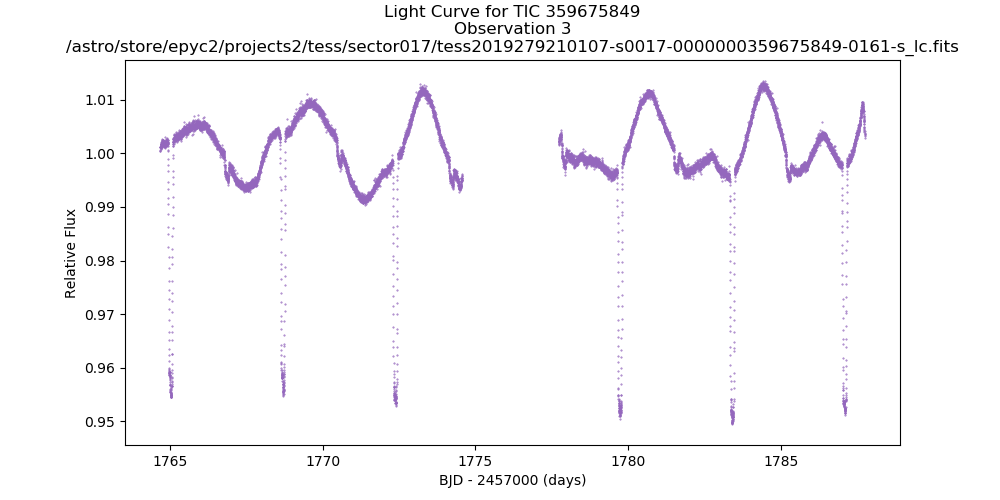 Light Curve for TIC 359675849
Observation 3
/astro/store/epyc2/projects2/tess/sector017/tess2019279210107-s0017-0000000359675849-0161-s_lc.fits
1.01
1.00
0.99
0.98
0.97
0.96
0.95
Relative Flux
1765
1770
1775
1780
1785
BJD - 2457000 (days)